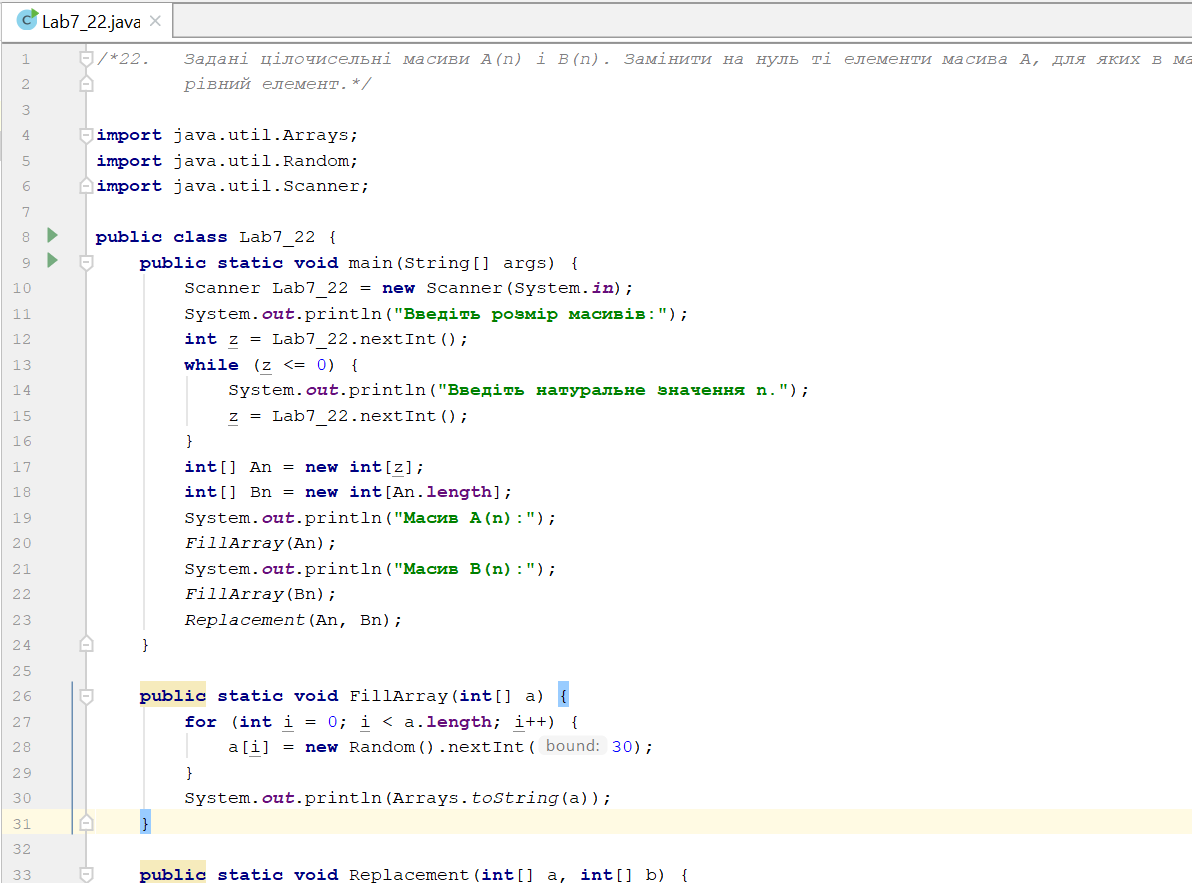 Lab7_22.java
1 /*22. Задані цілочисельні масиви A(n) і B(n). Замінити на нуль ті елементи масива A, для яких в
2 рівний елемент.*/
3
4 import java.util.Arrays;
5 import java.util.Random;
6 import java.util.Scanner;
7
8 public class Lab7_22 {
9 public static void main(String[] args) {
10 Scanner Lab7_22 = new Scanner(System.in);
11 System.out.println("Введіть розмір масивів:");
12 int z = Lab7_22.nextInt();
13 while (z <= 0) {
14 System.out.println("Введіть натуральне значення n.");
15 z = Lab7_22.nextInt();
16 }
17 int[] An = new int[z];
18 int[] Bn = new int[An.length];
19 System.out.println("Масив A(n):");
20 FillArray(An);
21 System.out.println("Масив B(n):");
22 FillArray(Bn);
23 Replacement(An, Bn);
24 }
25
26 public static void FillArray(int[] a) {
27 for (int i = 0; i < a.length; i++) {
28 a[i] = new Random().nextInt( bound: 30);
29 }
30 System.out.println(Arrays.toString(a));
31 }
32
33 public static void Replacement(int[] a, int[] b) {